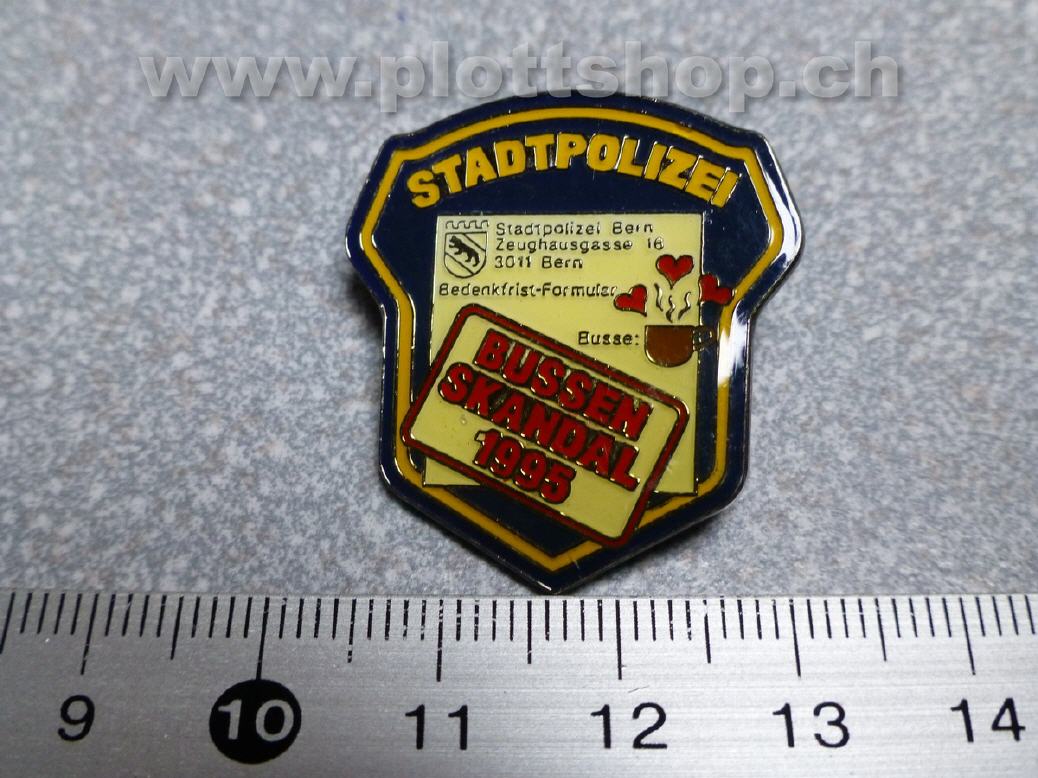 www.plottshop.ch
STADTPOLIZEI
Stadtpolizei Bern
Zeughausgasse 16
3011 Bern
Bedenkfrist-Formular
Busse:
BUSSEN
SKANDAL
1995
9 10 11 12 13 14